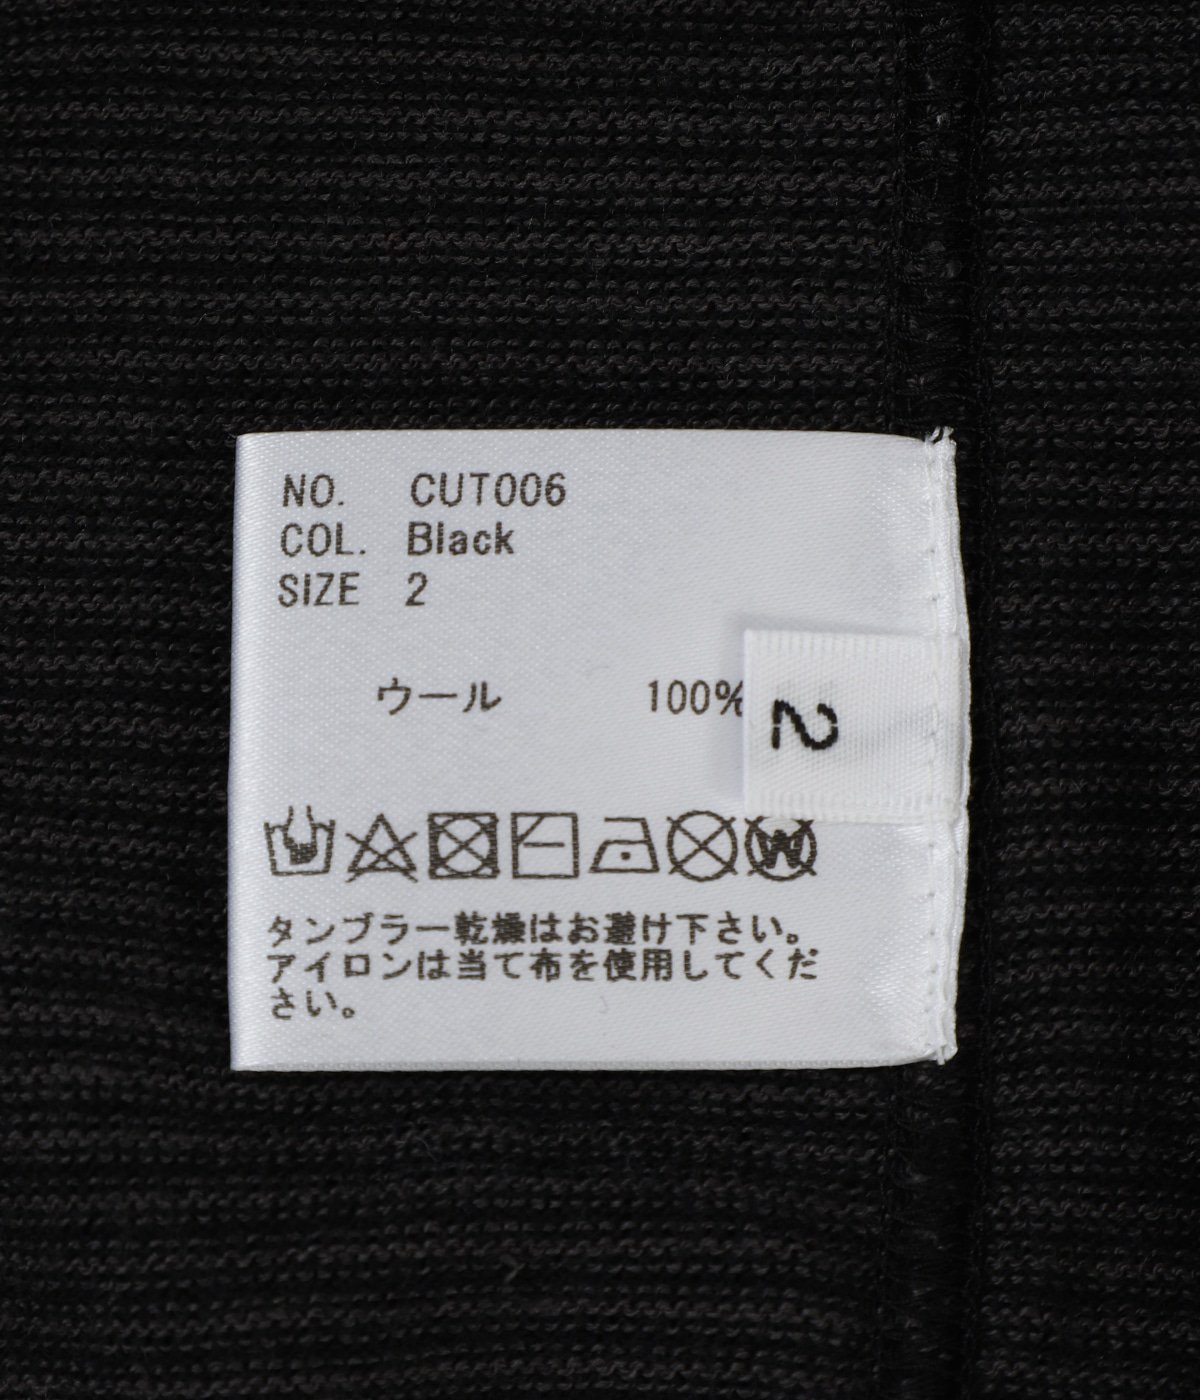 NO. CUT006
COL. Black
SIZE 2
ウール 100%
2
W
タンブラー乾燥はお避け下さい。
アイロンは当て布を使用してくだ
さい。